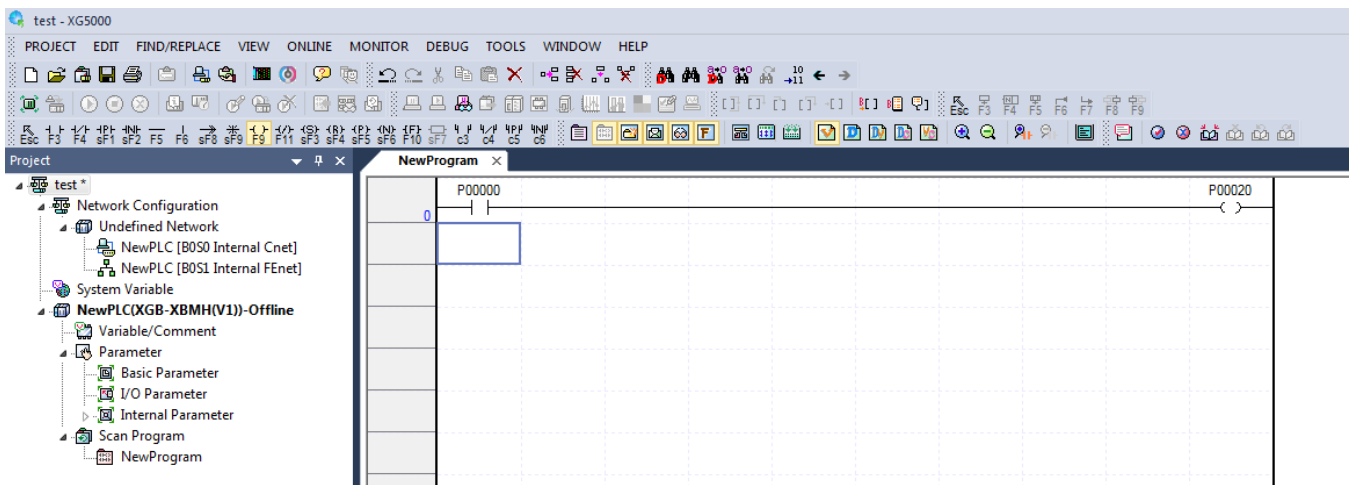 test - XG5000
PROJECT EDIT FIND/REPLACE VIEW ONLINE MONITOR DEBUG TOOLS WINDOW HELP
Esc F3 F4 F5 F6 F7 F8 F9
Esc F3 F4 sF1 sF2 F5 F6 sF8 sF9 F9 F11 sF3 sF4 sF5 sF6 F10 sF7 c3 c4 c5 c6
Project
NewProgram
test *
Network Configuration
Undefined Network
NewPLC [B0S0 Internal Cnet]
NewPLC [B0S1 Internal FEnet]
System Variable
NewPLC(XGB-XBMH(V1))-Offline
Variable/Comment
Parameter
Basic Parameter
I/O Parameter
Internal Parameter
Scan Program
NewProgram
P00000
P00020
0